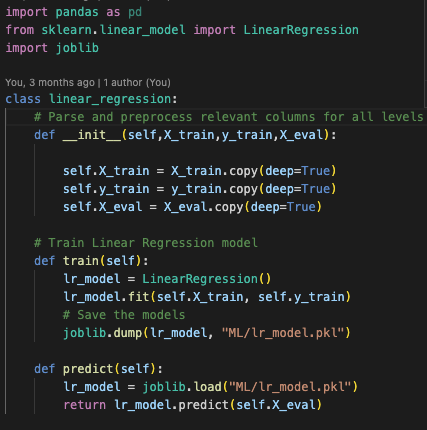 import pandas as pd
from sklearn.linear_model import LinearRegression
import joblib
You, 3 months ago | 1 author (You)
class linear_regression:
    # Parse and preprocess relevant columns for all levels
    def __init__(self,X_train,y_train,X_eval):
        self.X_train = X_train.copy(deep=True)
        self.y_train = y_train.copy(deep=True)
        self.X_eval = X_eval.copy(deep=True)
    # Train Linear Regression model
    def train(self):
        lr_model = LinearRegression()
        lr_model.fit(self.X_train, self.y_train)
        # Save the models
        joblib.dump(lr_model, "ML/lr_model.pkl")
    def predict(self):
        lr_model = joblib.load("ML/lr_model.pkl")
        return lr_model.predict(self.X_eval)